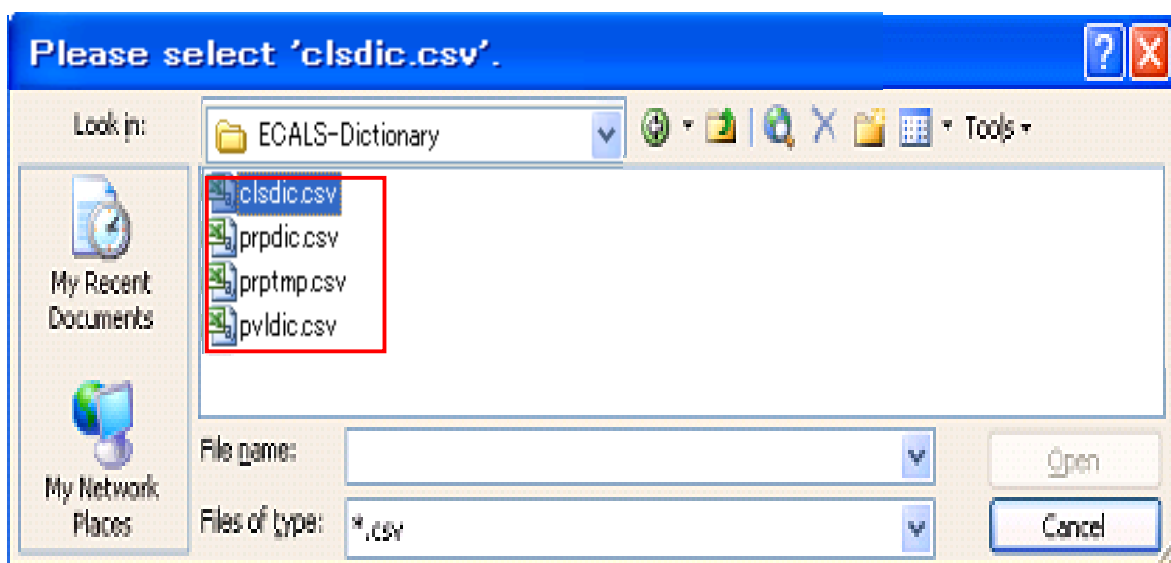 Please select 'clsdic.csv'.
Look in:
ECALS-Dictionary
Tools
clsdic.csv
prpdic.csv
prptmp.csv
pvldic.csv
My Recent
Documents
My Network
Places
File name:
Open
Files of type:
*.csv
Cancel